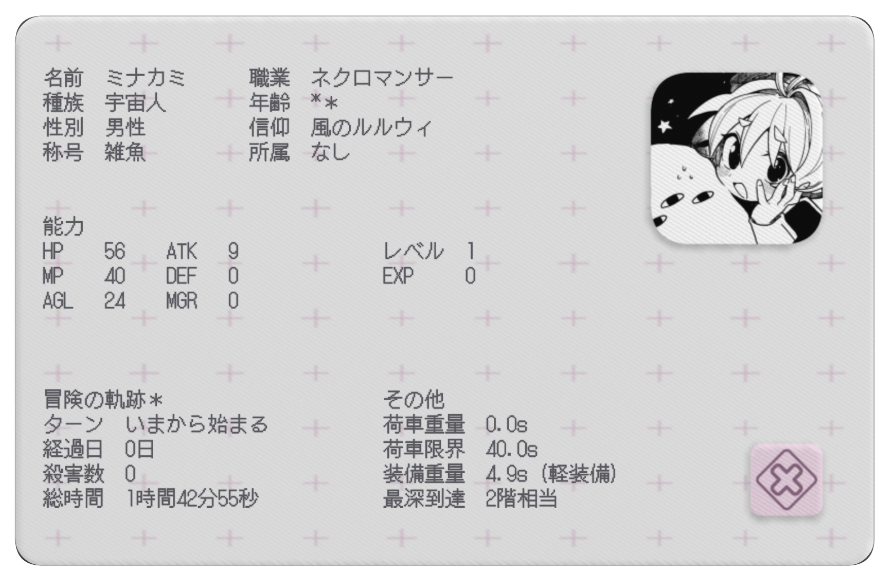 名前 ミナカミ 職業 ネクロマンサー
種族 宇宙人 年齢 **
性別 男性 信仰 風のルルウィ
称号 雑魚 所属 なし
能力
HP 56 ATK 9 レベル 1
MP 40 DEF 0 EXP 0
AGL 24 MGR 0
冒険の軌跡* その他
ターン いまから始まる 荷車重量 0.0s
経過日 0日 荷車限界 40.0s
殺害数 0 装備重量 4.9s (軽装備)
総時間 1時間42分55秒 最深到達 2階相当